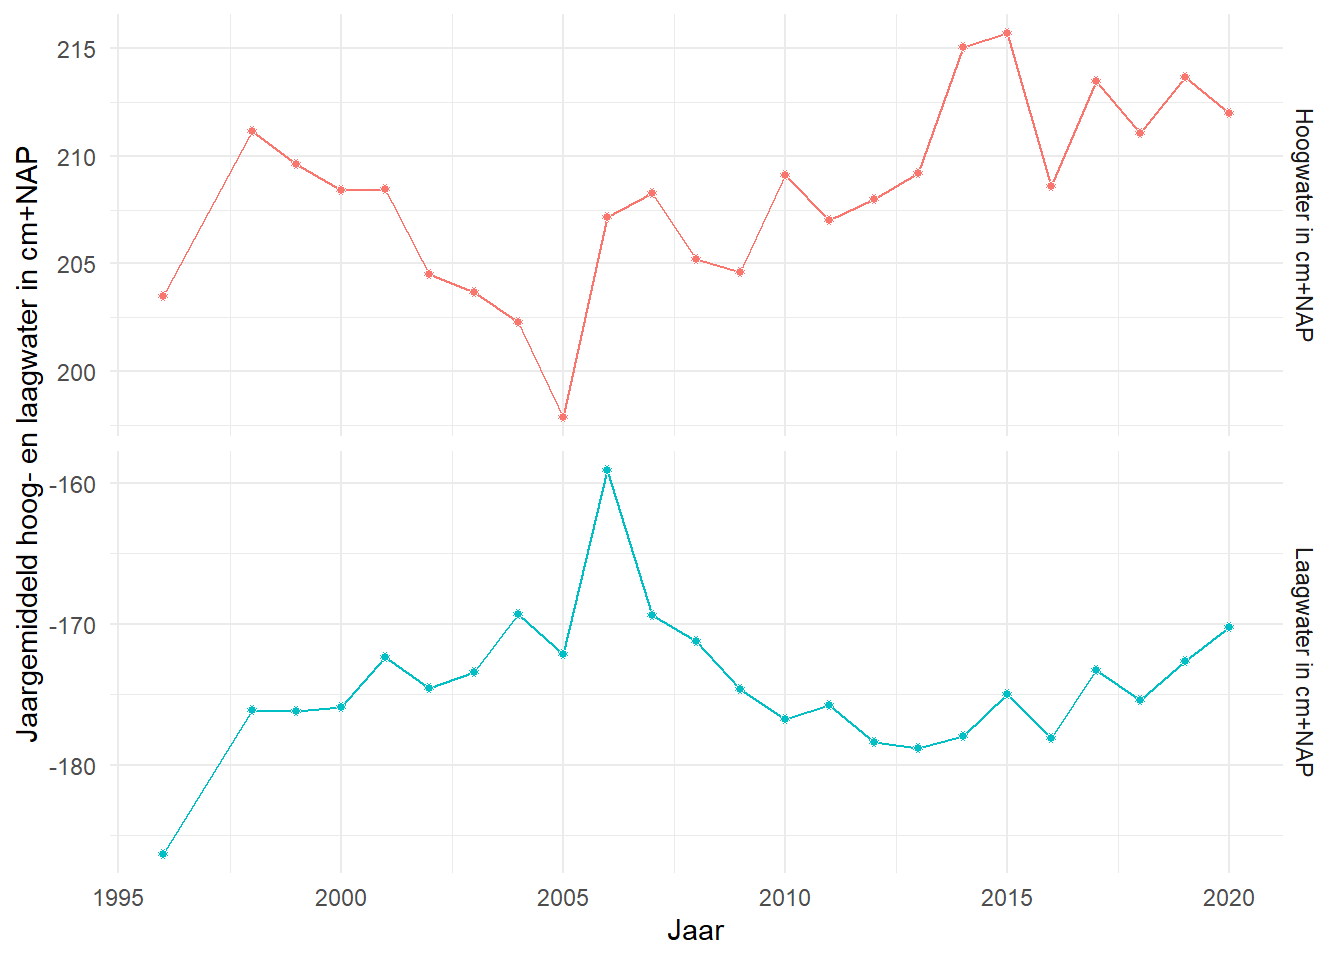 Jaargemiddeld hoog- en laagwater in cm+NAP
215
210
205
200
Hoogwater in cm+NAP
-160
-170
-180
Laagwater in cm+NAP
1995 2000 2005 2010 2015 2020
Jaar